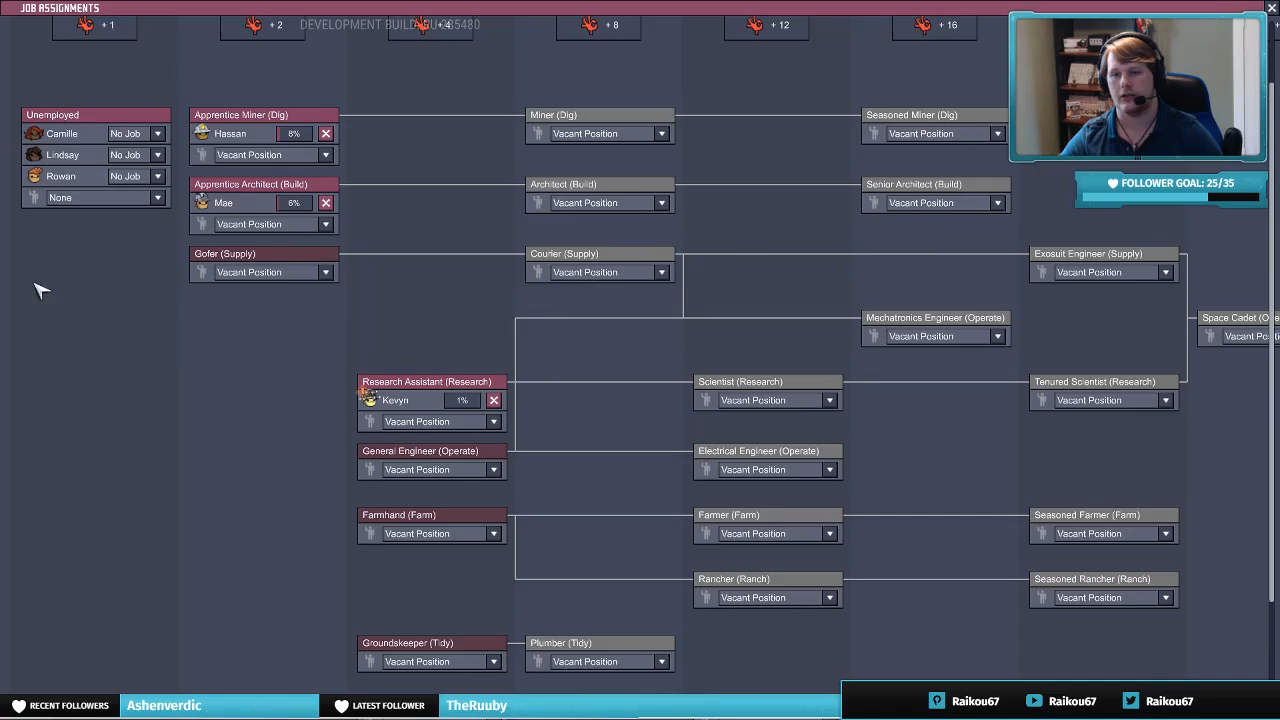 JOB ASSIGNMENTS
DEVELOPMENT BUILD
+ 1
+ 2
+ 8
+ 12
+ 16
Unemployed
Camille No Job
Lindsay No Job
Rowan No Job
None
Apprentice Miner (Dig)
Hassan 8%
Vacant Position
Apprentice Architect (Build)
Mae 6%
Vacant Position
Gofer (Supply)
Vacant Position
Research Assistant (Research)
Kevyn 1%
Vacant Position
General Engineer (Operate)
Vacant Position
Farmhand (Farm)
Vacant Position
Groundskeeper (Tidy)
Vacant Position
Miner (Dig)
Vacant Position
Architect (Build)
Vacant Position
Courier (Supply)
Vacant Position
Plumber (Tidy)
Vacant Position
Scientist (Research)
Vacant Position
Electrical Engineer (Operate)
Vacant Position
Farmer (Farm)
Vacant Position
Rancher (Ranch)
Vacant Position
Seasoned Miner (Dig)
Vacant Position
Senior Architect (Build)
Vacant Position
Mechatronics Engineer (Operate)
Vacant Position
Exosuit Engineer (Supply)
Vacant Position
Tenured Scientist (Research)
Vacant Position
Seasoned Farmer (Farm)
Vacant Position
Seasoned Rancher (Ranch)
Vacant Position
Space Cadet (Ope
Vacant Positi
FOLLOWER GOAL: 25/35
RECENT FOLLOWERS Ashenverdic
LATEST FOLLOWER TheRuuby
Raikou67 Raikou67 Raikou67